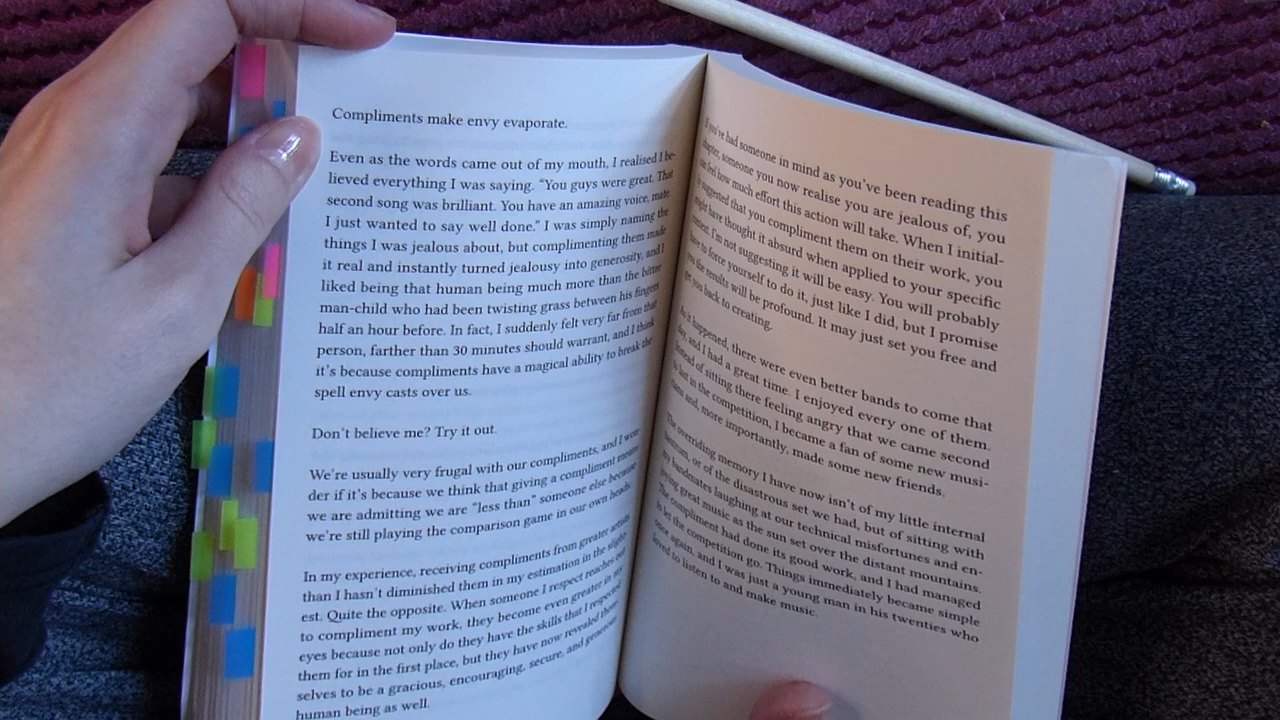 Compliments make envy evaporate.
Even as the words came out of my mouth, I realised I be-
lieved everything I was saying. “You guys were great. That
second song was brilliant. You have an amazing voice, mate
I just wanted to say well done.” I was simply naming the
things I was jealous about, but complimenting them made
it real and instantly turned jealousy into generosity, and I
liked being that human being much more than the bitter
man-child who had been twisting grass between his fingers
half an hour before. In fact, I suddenly felt very far from that
person, farther than 30 minutes should warrant, and I think
it’s because compliments have a magical ability to break the
spell envy casts over us.
Don’t believe me? Try it out.
We’re usually very frugal with our compliments, and I won-
der if it’s because we think that giving a compliment means
we are admitting we are “less than” someone else because
we’re still playing the comparison game in our own heads.
In my experience, receiving compliments from greater artists
than I hasn’t diminished them in my estimation in the slight-
est. Quite the opposite. When someone I respect reaches out
to compliment my work, they become even greater in my
eyes because not only do they have the skills that I respected
them for in the first place, but they have now revealed them-
selves to be a gracious, encouraging, secure, and generous
human being as well.
If you’ve had someone in mind as you’ve been reading this
chapter, someone you now realise you are jealous of, you
can feel how much effort this action will take. When I initial-
ly suggested that you compliment them on their work, you
might have thought it absurd when applied to your specific
nemesis. I’m not suggesting it will be easy. You will probably
have to force yourself to do it, just like I did, but I promise
you the results will be profound. It may just set you free and
get you back to creating.
As it happened, there were even better bands to come that
day, and I had a great time. I enjoyed every one of them.
Instead of sitting there feeling angry that we came second
to last in the competition, I became a fan of some new musi-
cians and, more importantly, made some new friends.
The overriding memory I have now isn’t of my little internal
tantrum, or of the disastrous set we had, but of sitting with
my bandmates laughing at our technical misfortunes and en-
joying great music as the sun set over the distant mountains.
The compliment had done its good work, and I had managed
to let the competition go. Things immediately became simple
once again, and I was just a young man in his twenties who
loved to listen to and make music.